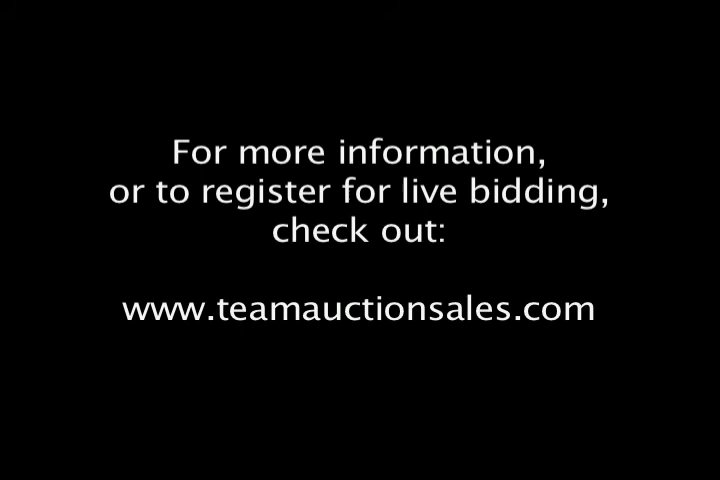 For more information,
or to register for live bidding,
check out:
www.teamauctionsales.com